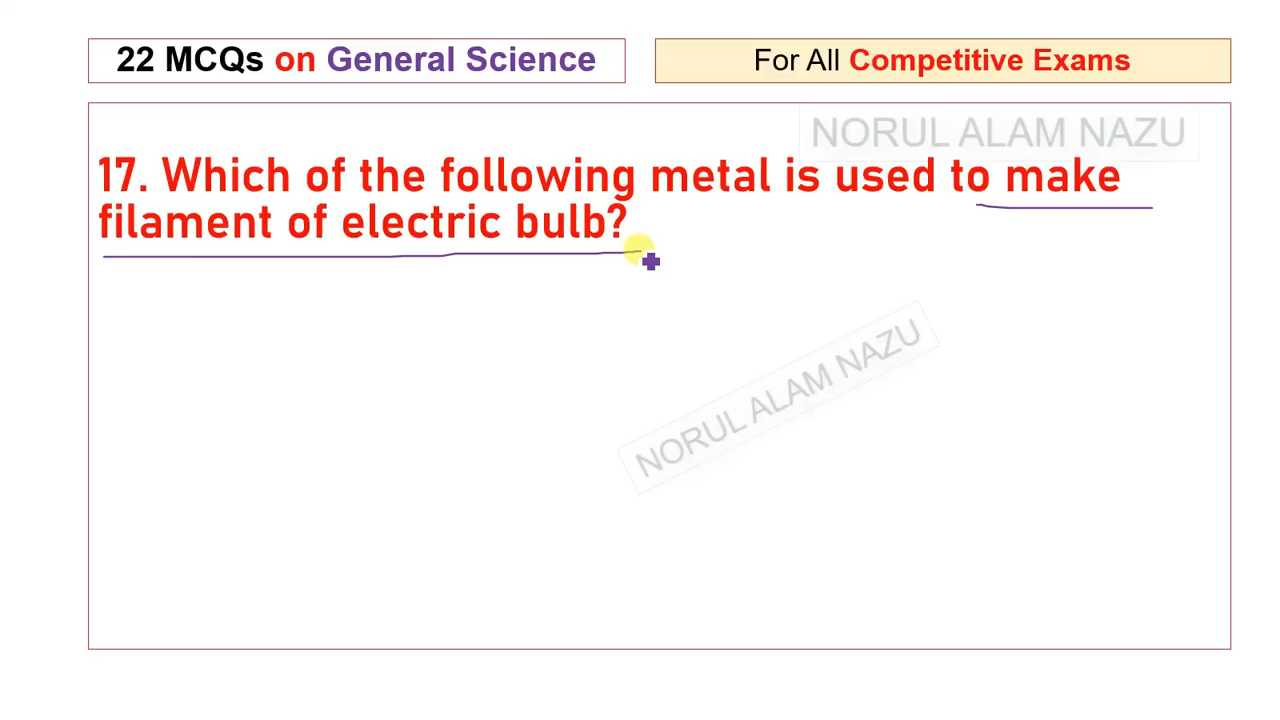 22 MCQs on General Science
For All Competitive Exams
NORUL ALAM NAZU
17. Which of the following metal is used to make
filament of electric bulb?
NORUL ALAM NAZU